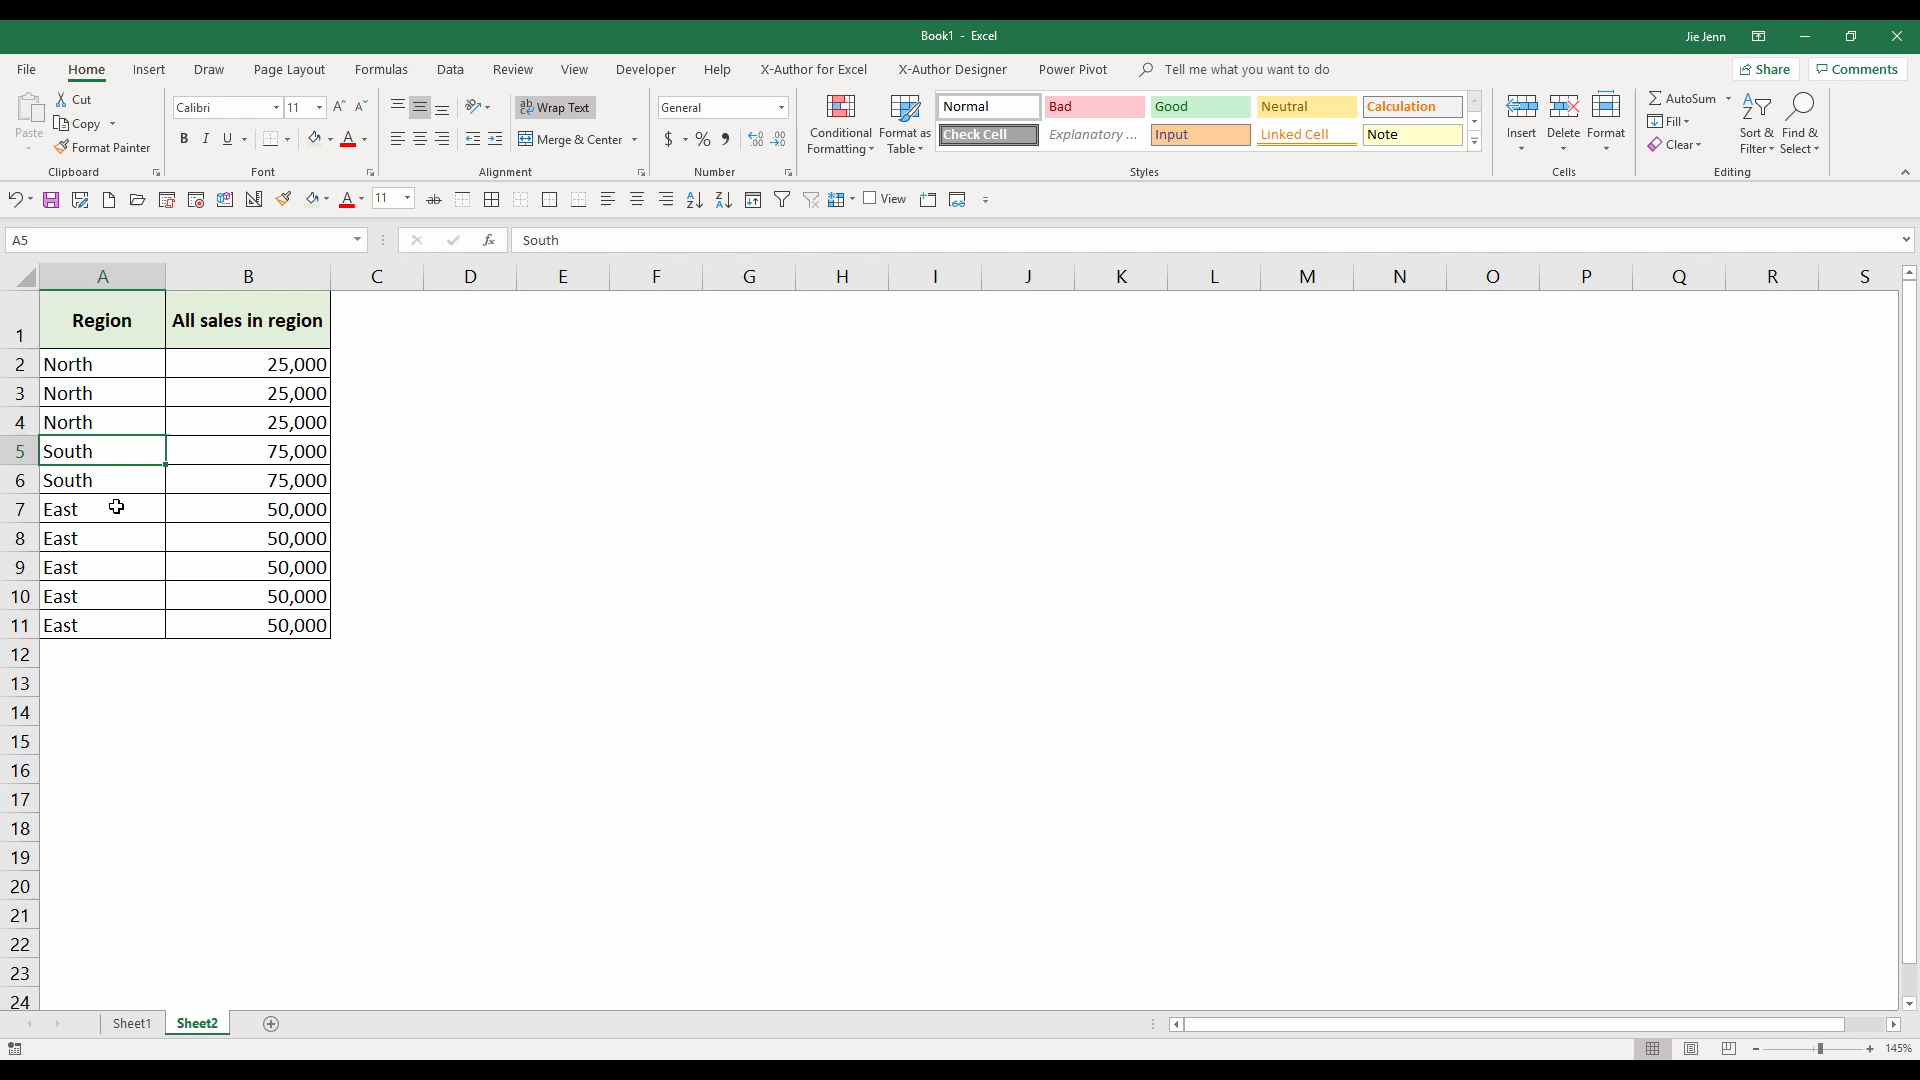 Book1 - Excel
Jie Jenn
File Home Insert Draw Page Layout Formulas Data Review View Developer Help X-Author for Excel X-Author Designer Power Pivot Tell me what you want to do Share Comments
Paste
Cut
Copy
Format Painter
Clipboard
Calibri 11
B I U
Font
Wrap Text
Merge & Center
Alignment
General
$ % ,
Number
Conditional Formatting
Format as Table
Normal Bad Good Neutral Calculation
Check Cell Explanatory ... Input Linked Cell Note
Styles
Insert Delete Format
Cells
AutoSum
Fill
Clear
Sort & Filter
Find & Select
Editing
11 ab View
A5 fx South
A B C D E F G H I J K L M N O P Q R S
1 Region All sales in region
2 North 25,000
3 North 25,000
4 North 25,000
5 South 75,000
6 South 75,000
7 East 50,000
8 East 50,000
9 East 50,000
10 East 50,000
11 East 50,000
12
13
14
15
16
17
18
19
20
21
22
23
24
Sheet1 Sheet2
145%